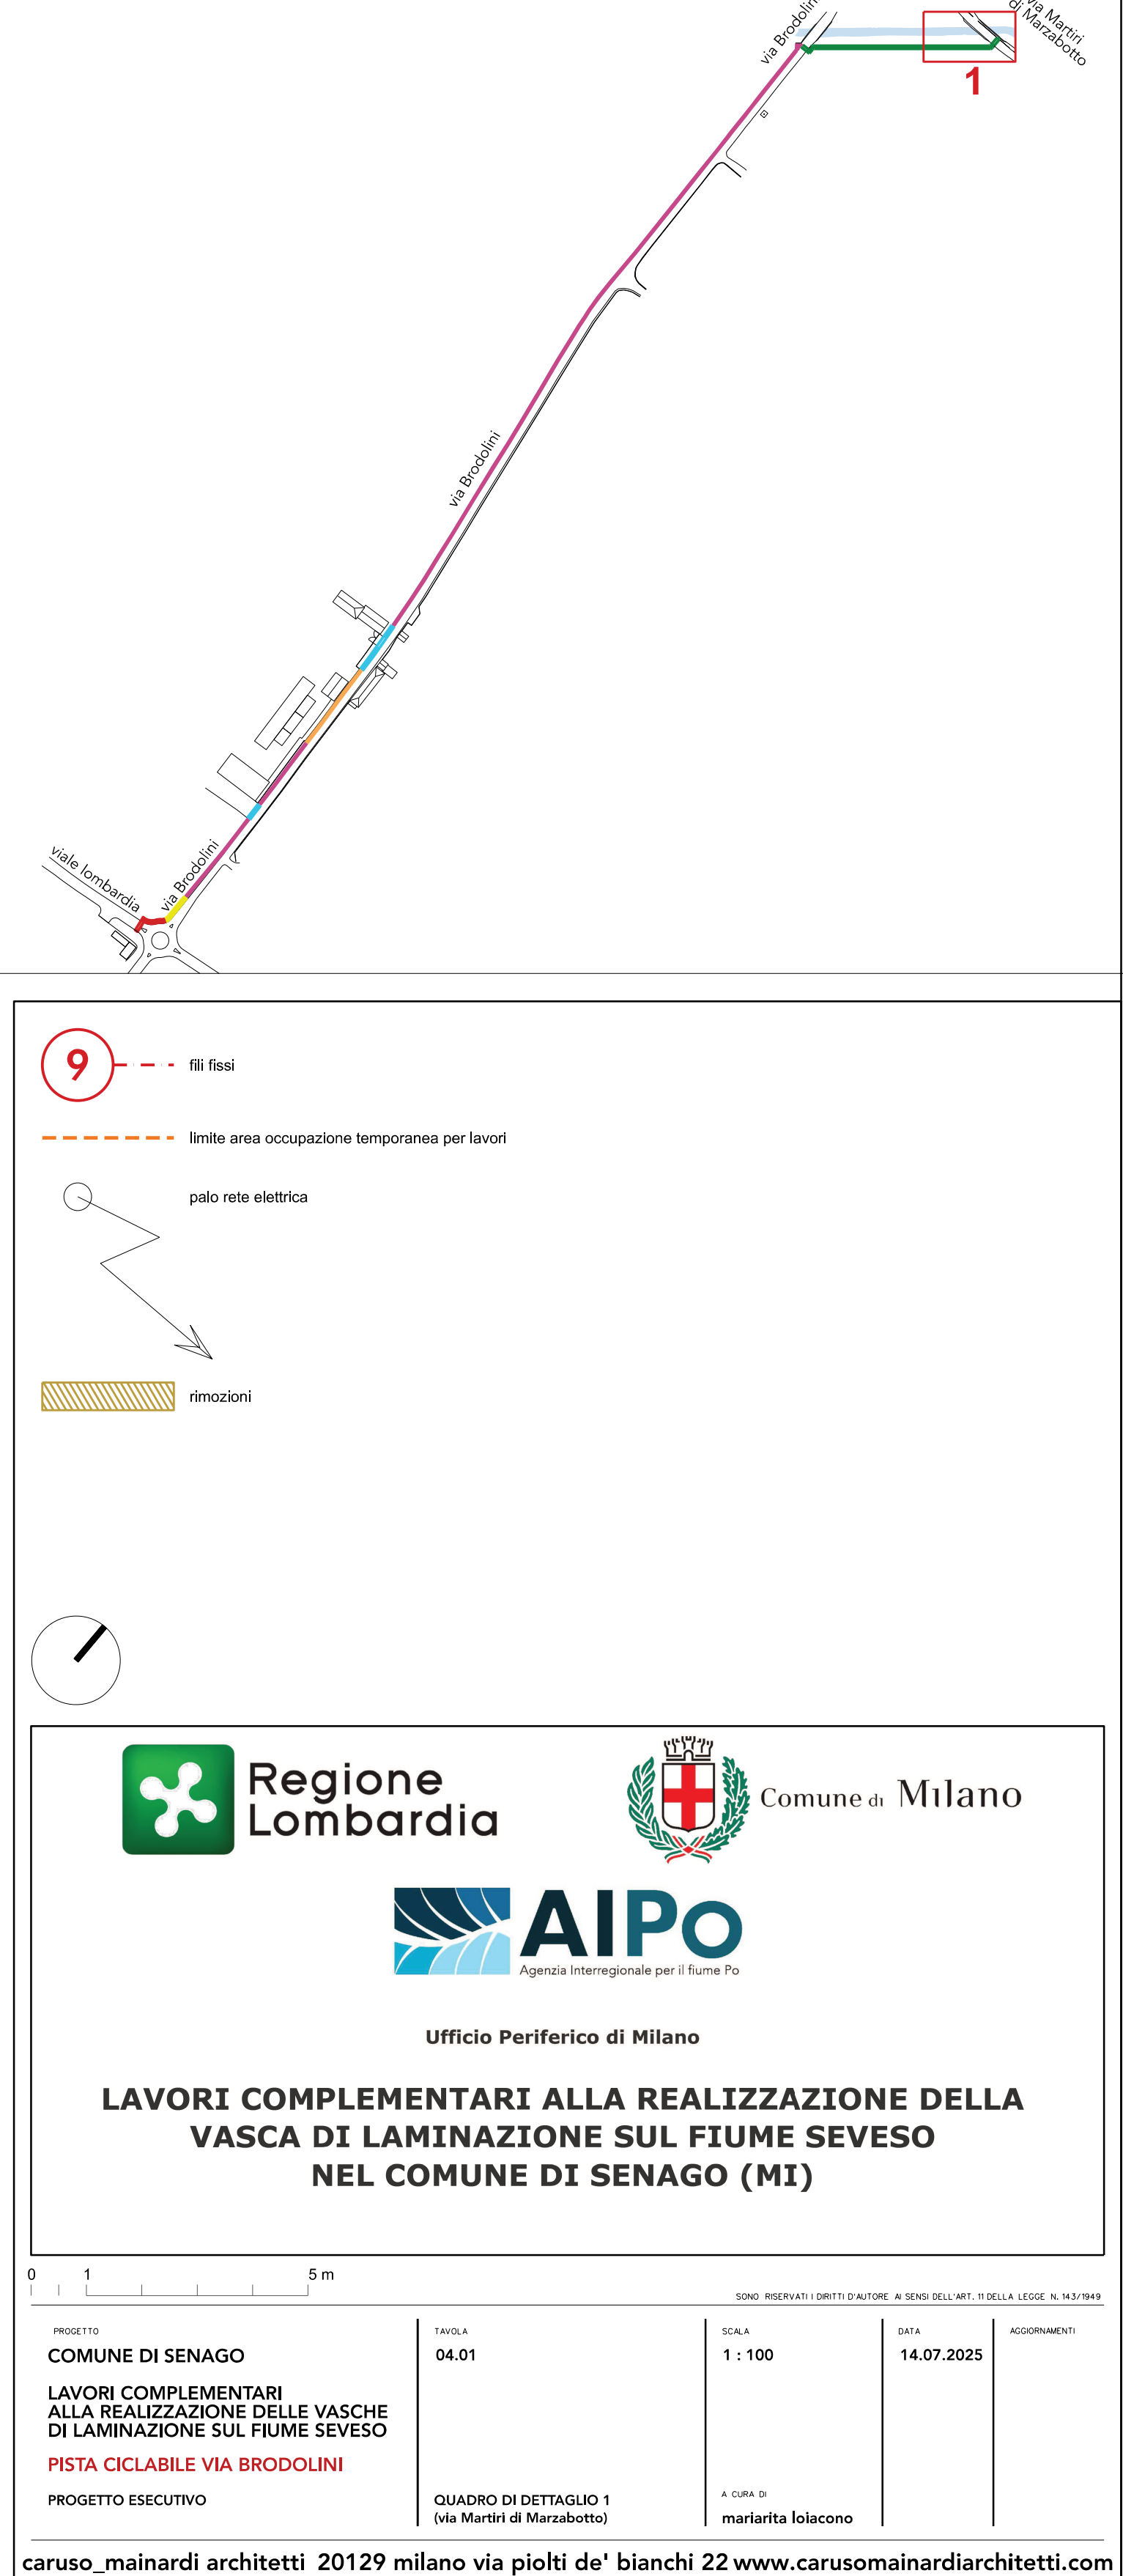 via Brodolini
via Martiri
di Marzabotto
1
via Brodolini
viale lombardia
via Brodolini
9
fili fissi
limite area occupazione temporanea per lavori
palo rete elettrica
rimozioni
Regione
Lombardia
Comune di Milano
AIPo
Agenzia Interregionale per il fiume Po
Ufficio Periferico di Milano
LAVORI COMPLEMENTARI ALLA REALIZZAZIONE DELLA
VASCA DI LAMINAZIONE SUL FIUME SEVESO
NEL COMUNE DI SENAGO (MI)
0 1 5 m
SONO RISERVATI I DIRITTI D'AUTORE AI SENSI DELL'ART. 11 DELLA LEGGE N. 143/1949
PROGETTO
COMUNE DI SENAGO
LAVORI COMPLEMENTARI
ALLA REALIZZAZIONE DELLE VASCHE
DI LAMINAZIONE SUL FIUME SEVESO
PISTA CICLABILE VIA BRODOLINI
PROGETTO ESECUTIVO
TAVOLA
04.01
QUADRO DI DETTAGLIO 1
(via Martiri di Marzabotto)
SCALA
1 : 100
A CURA DI
mariarita loiacono
DATA
14.07.2025
AGGIORNAMENTI
caruso_mainardi architetti 20129 milano via piolti de' bianchi 22 www.carusomainardiarchitetti.com